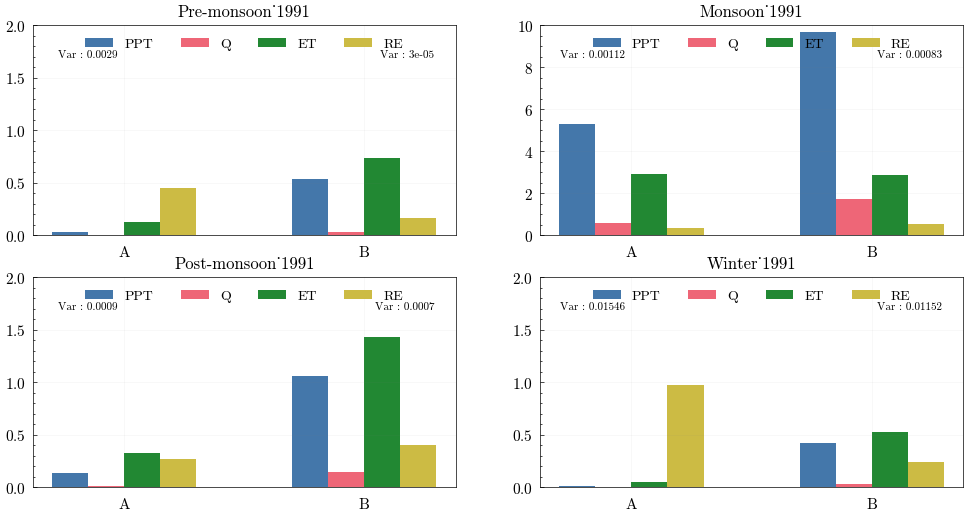 Pre-monsoon˙1991
2.0
1.5
1.0
0.5
0.0
PPT Q ET RE
Var : 0.0029 Var : 3e-05
A B
Monsoon˙1991
10
8
6
4
2
0
PPT Q ET RE
Var : 0.00112 Var : 0.00083
A B
Post-monsoon˙1991
2.0
1.5
1.0
0.5
0.0
PPT Q ET RE
Var : 0.0009 Var : 0.0007
A B
Winter˙1991
2.0
1.5
1.0
0.5
0.0
PPT Q ET RE
Var : 0.01546 Var : 0.01152
A B